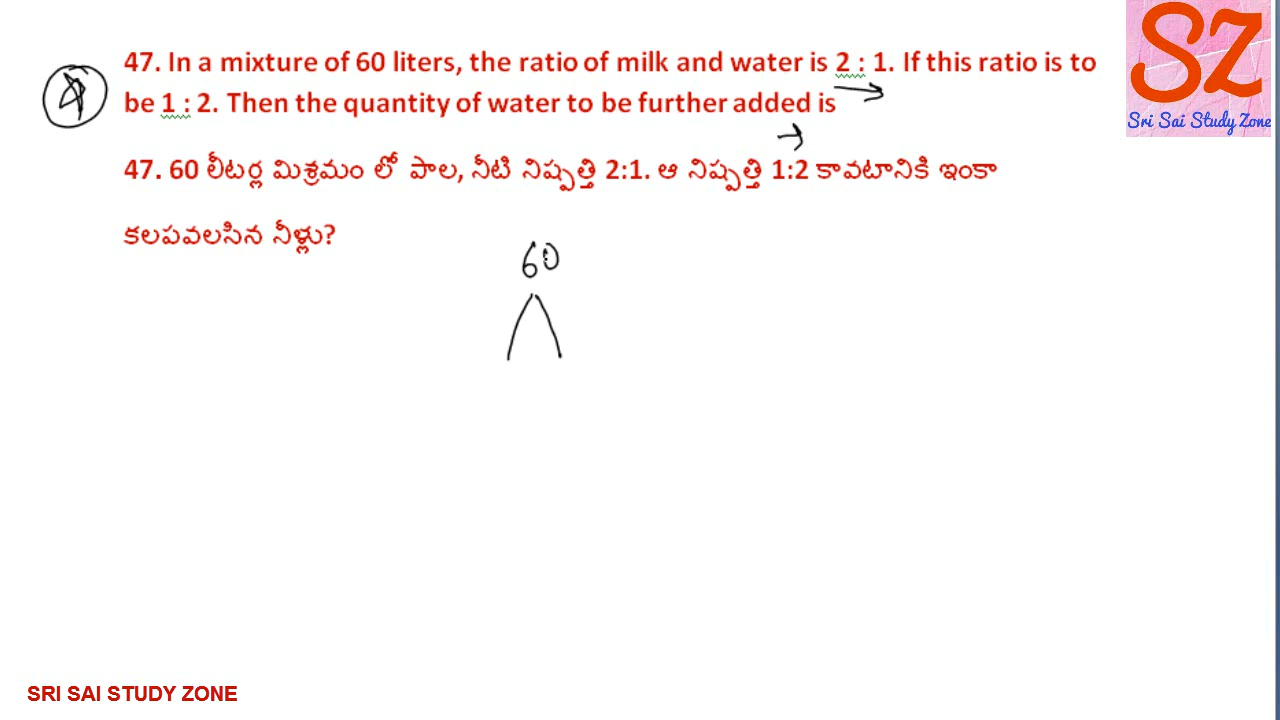 SZ
Sri Sai Study Zone
47. In a mixture of 60 liters, the ratio of milk and water is 2 : 1. If this ratio is to
be 1 : 2. Then the quantity of water to be further added is
47. 60 లీటర్ల మిశ్రమం లో పాల, నీటి నిష్పత్తి 2:1. ఆ నిష్పత్తి 1:2 కావటానికి ఇంకా
కలపవలసిన నీళ్లు?
60
SRI SAI STUDY ZONE